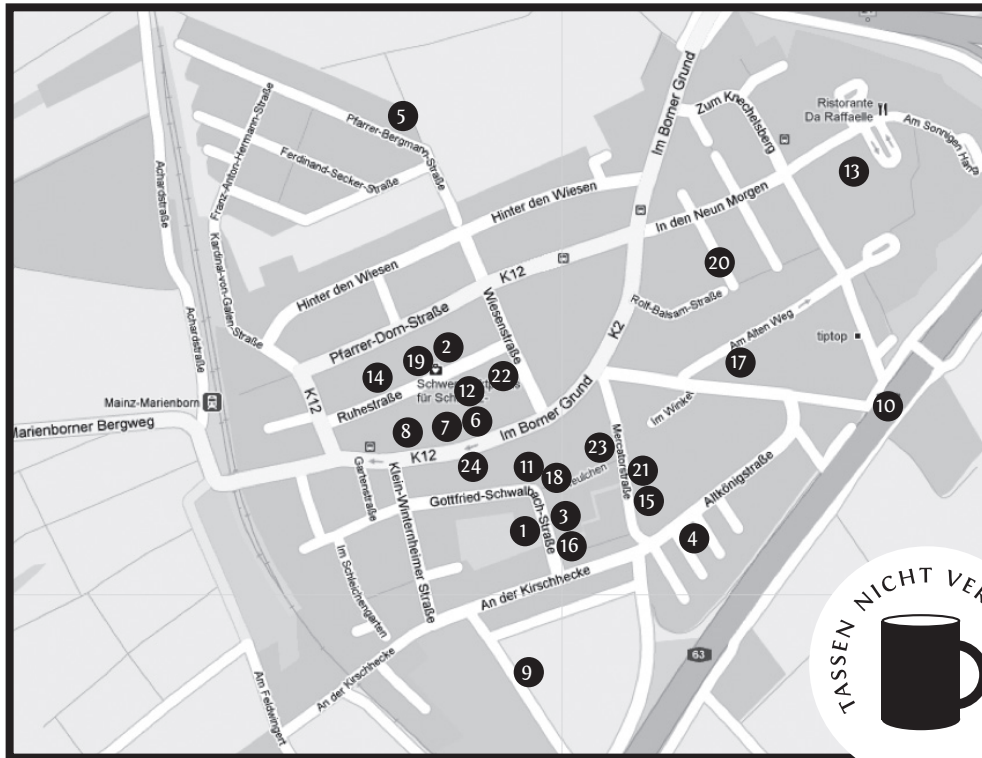 Im Borner Grund
Zum Knechelsberg
Ristorante
Da Raffaelle
Am Sonnigen Hang
5
Pfarrer-Bergmann-Straße
Franz-Anton-Hermann-Straße
Ferdinand-Secker-Straße
Achardstraße
13
Hinter den Wiesen
In den Neun Morgen
Kardinal-von-Galen-Straße
Hinter den Wiesen
K12
20
Rolf-Balsam-Straße
Achardstraße
Wiesenstraße
Pfarrer-Dorn-Straße
K2
Am Alten Weg
tiptop
2
19
14
22
17
12
Ruhestraße
K12
Mainz-Marienborn
Im Winkel
10
Marienborner Bergweg
6
7
8
Im Borner Grund
23
Mercatorstraße
K12
24
11
18
21
Altkönigstraße
Gartenstraße
Klein-Winternheimer Straße
Gottfried-Schwalbach-Straße
15
3
1
16
4
Im Schleichengarten
An der Kirschhecke
63
9
An der Kirschhecke
Am Feldwingert
TASSEN NICHT VER